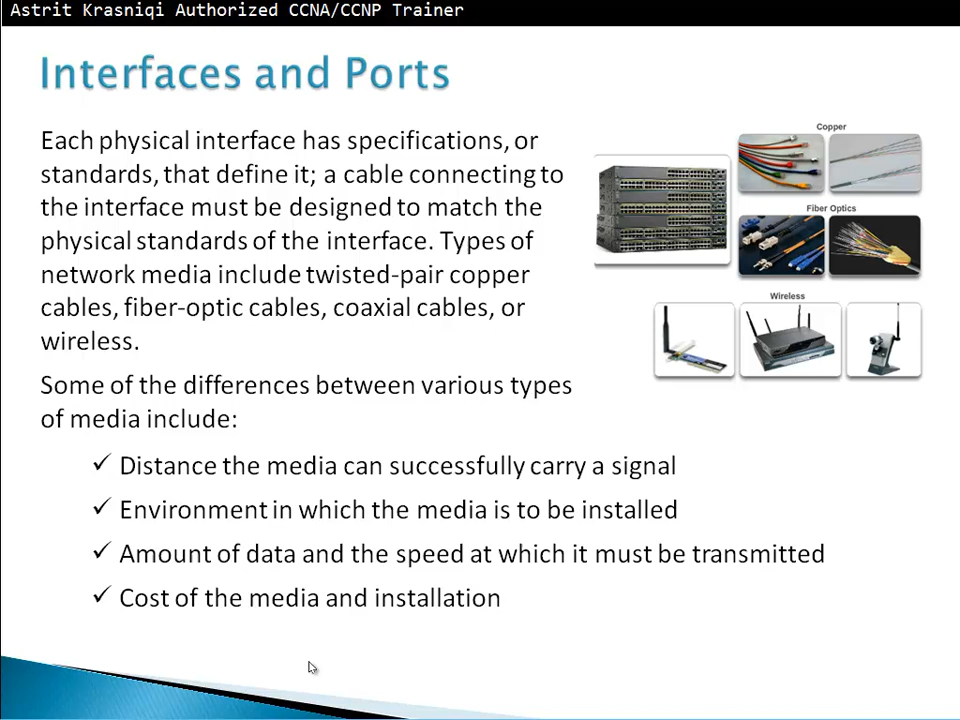 Astrit Krasniqi Authorized CCNA/CCNP Trainer
Interfaces and Ports
Each physical interface has specifications, or
standards, that define it; a cable connecting to
the interface must be designed to match the
physical standards of the interface. Types of
network media include twisted-pair copper
cables, fiber-optic cables, coaxial cables, or
wireless.
Some of the differences between various types
of media include:
✓ Distance the media can successfully carry a signal
✓ Environment in which the media is to be installed
✓ Amount of data and the speed at which it must be transmitted
✓ Cost of the media and installation
Copper
Fiber Optics
Wireless